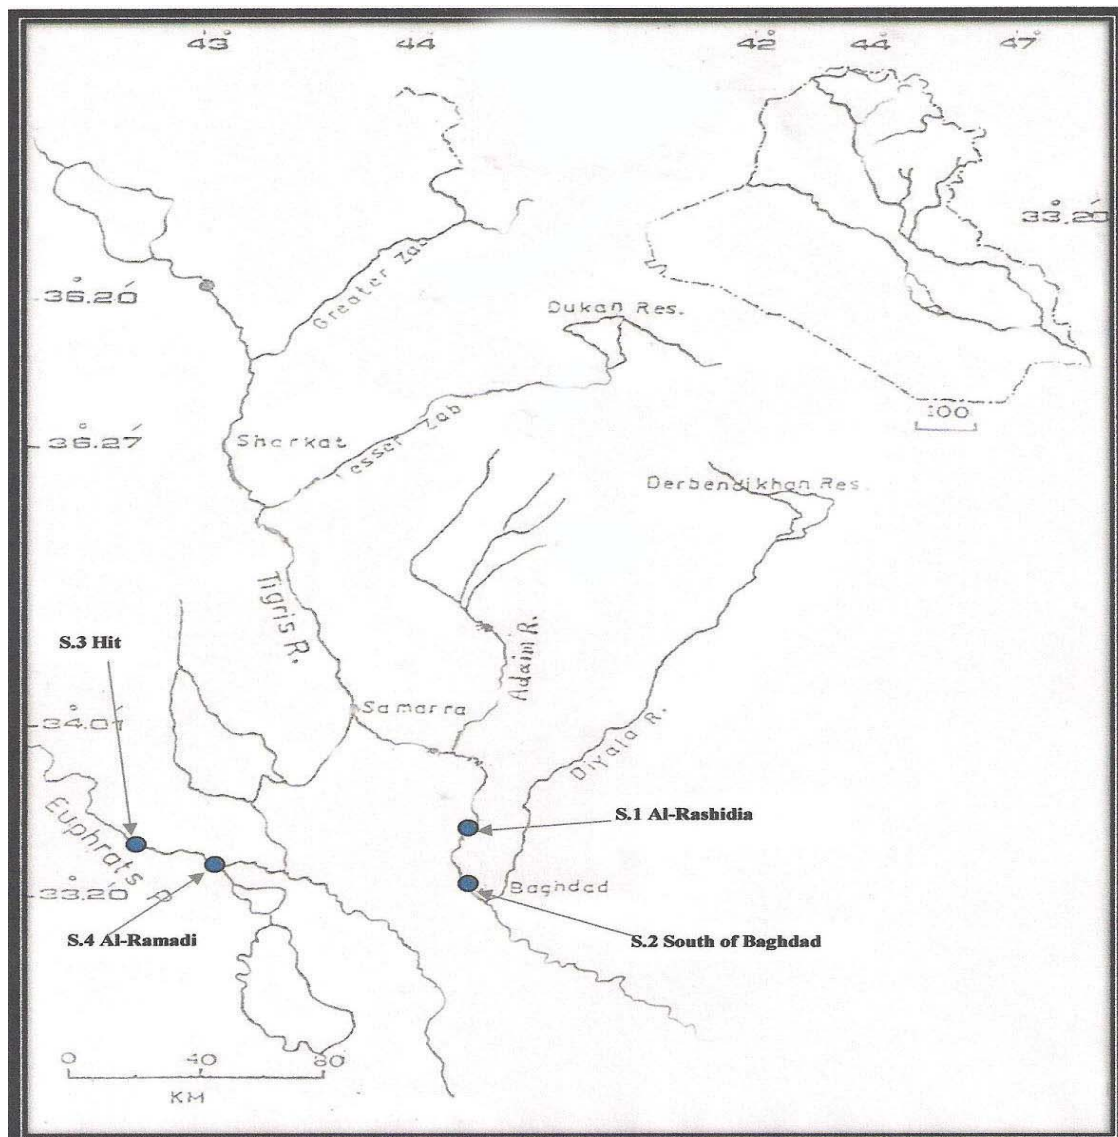 43°
44°
42°
44°
47°
33°.20
36°.20′
Greater Zab
Dukan Res.
36.27′
Sharkat
Lesser Zab
Derbendikhan Res.
Tigris R.
S.3 Hit
Adaim R.
Samarra
34°.01′
Diyala R.
Euphrats R
S.1 Al-Rashidia
33°.20′
Baghdad
S.4 Al-Ramadi
S.2 South of Baghdad
100
0 40 80
KM